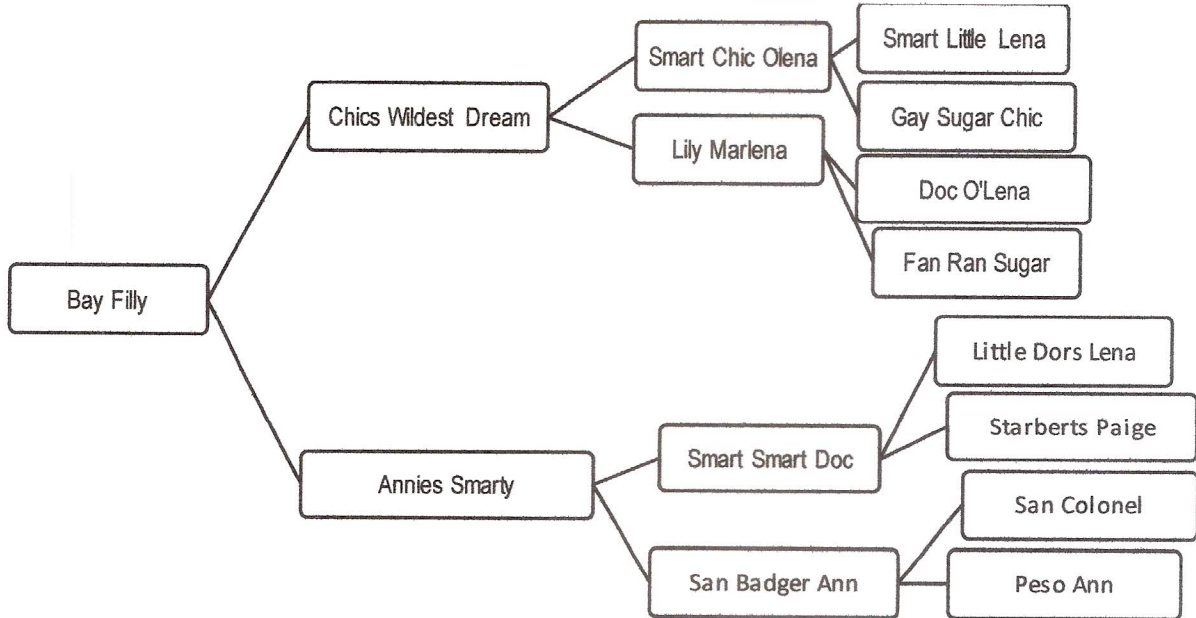 Smart Little Lena
Smart Chic Olena
Gay Sugar Chic
Chics Wildest Dream
Lily Marlena
Doc O'Lena
Fan Ran Sugar
Bay Filly
Little Dors Lena
Starberts Paige
Smart Smart Doc
Annies Smarty
San Colonel
San Badger Ann
Peso Ann